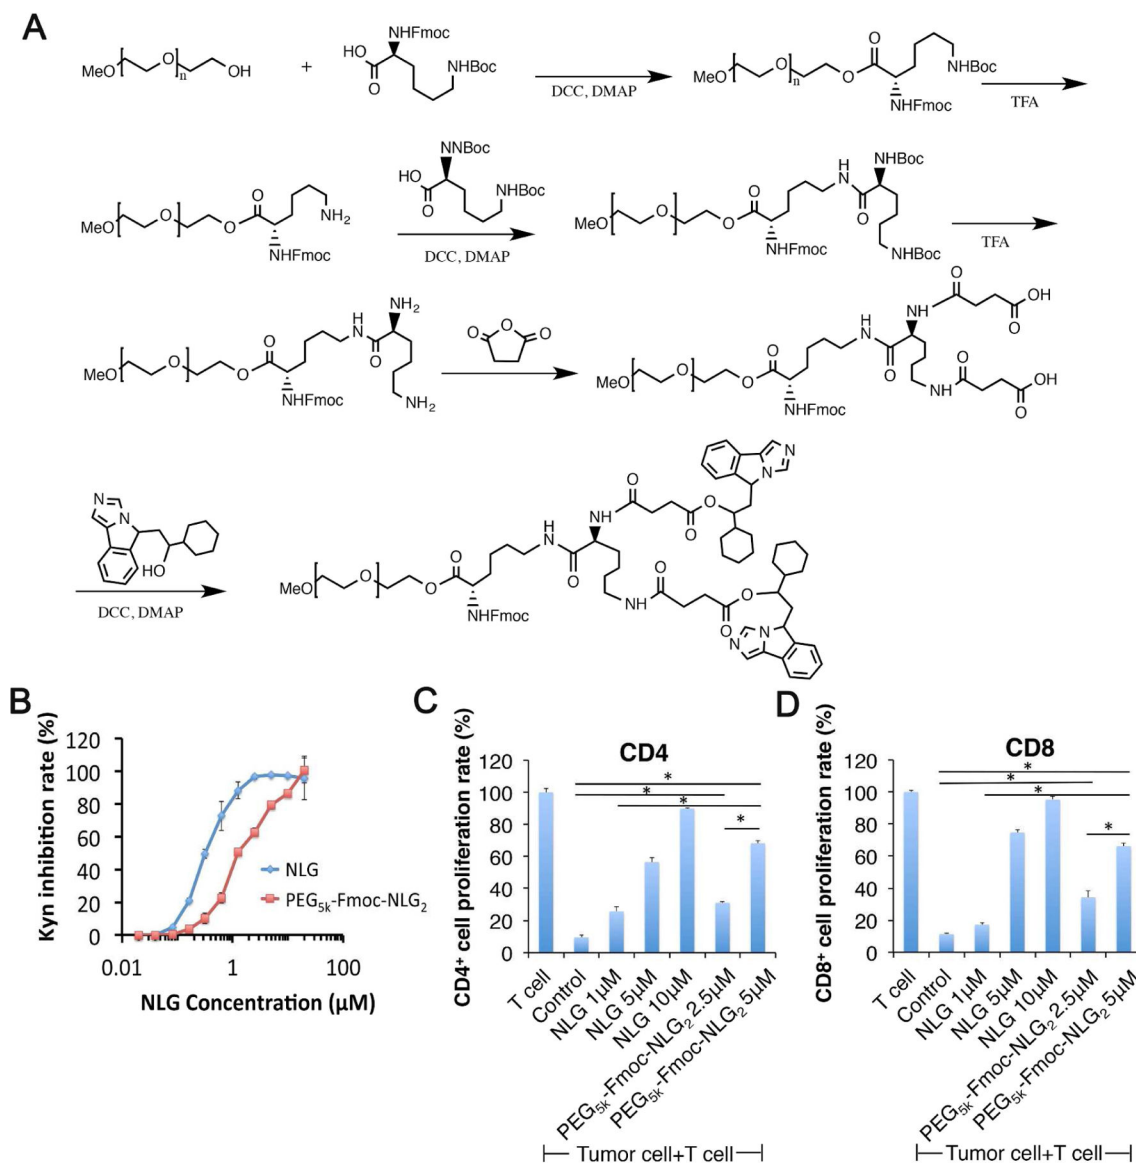 A
MeO O n OH
+
HO O NHFmoc NHBoc
DCC, DMAP
MeO O n O O NHBoc NHFmoc
TFA
MeO O O O NH2 NHFmoc
HO O NNBoc NHBoc
DCC, DMAP
MeO O O O NHFmoc H N O NHBoc NHBoc
TFA
MeO O O O NHFmoc H N O NH2 NH2
O O O
MeO O O O NHFmoc H N O NH O O OH NH O O OH
N N HO
DCC, DMAP
MeO O O O NHFmoc H N O NH O O O N N NH O O O N N
B
Kyn inhibition rate (%)
120
100
80
60
40
20
0
0.01 1 100
NLG Concentration (µM)
NLG
PEG5k-Fmoc-NLG2
C
CD4
CD4+ cell proliferation rate (%)
120
100
80
60
40
20
0
*
*
*
*
T cell
Control
NLG 1µM
NLG 5µM
NLG 10µM
PEG5k-Fmoc-NLG2 2.5µM
PEG5k-Fmoc-NLG2 5µM
Tumor cell+T cell
D
CD8
CD8+ cell proliferation rate (%)
120
100
80
60
40
20
0
*
*
*
*
T cell
Control
NLG 1µM
NLG 5µM
NLG 10µM
PEG5k-Fmoc-NLG2 2.5µM
PEG5k-Fmoc-NLG2 5µM
Tumor cell+T cell